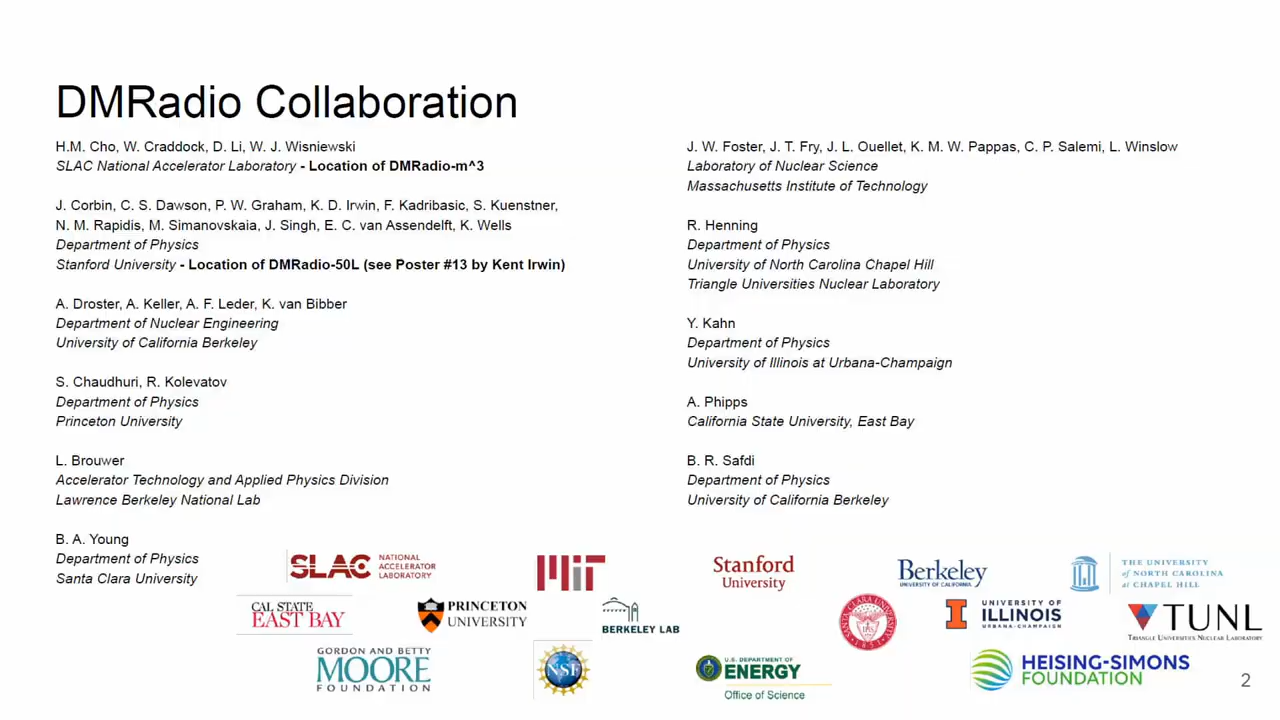 DMRadio Collaboration
H.M. Cho, W. Craddock, D. Li, W. J. Wisniewski
SLAC National Accelerator Laboratory - Location of DMRadio-m^3
J. Corbin, C. S. Dawson, P. W. Graham, K. D. Irwin, F. Kadribasic, S. Kuenstner,
N. M. Rapidis, M. Simanovskaia, J. Singh, E. C. van Assendelft, K. Wells
Department of Physics
Stanford University - Location of DMRadio-50L (see Poster #13 by Kent Irwin)
A. Droster, A. Keller, A. F. Leder, K. van Bibber
Department of Nuclear Engineering
University of California Berkeley
S. Chaudhuri, R. Kolevatov
Department of Physics
Princeton University
L. Brouwer
Accelerator Technology and Applied Physics Division
Lawrence Berkeley National Lab
B. A. Young
Department of Physics
Santa Clara University
J. W. Foster, J. T. Fry, J. L. Ouellet, K. M. W. Pappas, C. P. Salemi, L. Winslow
Laboratory of Nuclear Science
Massachusetts Institute of Technology
R. Henning
Department of Physics
University of North Carolina Chapel Hill
Triangle Universities Nuclear Laboratory
Y. Kahn
Department of Physics
University of Illinois at Urbana-Champaign
A. Phipps
California State University, East Bay
B. R. Safdi
Department of Physics
University of California Berkeley
SLAC
NATIONAL
ACCELERATOR
LABORATORY
MIT
Stanford
University
Berkeley
UNIVERSITY OF CALIFORNIA
THE UNIVERSITY
of NORTH CAROLINA
at CHAPEL HILL
CAL STATE
EAST BAY
PRINCETON
UNIVERSITY
BERKELEY LAB
SANTA CLARA UNIVERSITY
1851
UNIVERSITY OF
ILLINOIS
URBANA-CHAMPAIGN
TUNL
TRIANGLE UNIVERSITIES NUCLEAR LABORATORY
GORDON AND BETTY
MOORE
FOUNDATION
NSF
U.S. DEPARTMENT OF
ENERGY
Office of Science
HEISING-SIMONS
FOUNDATION
2